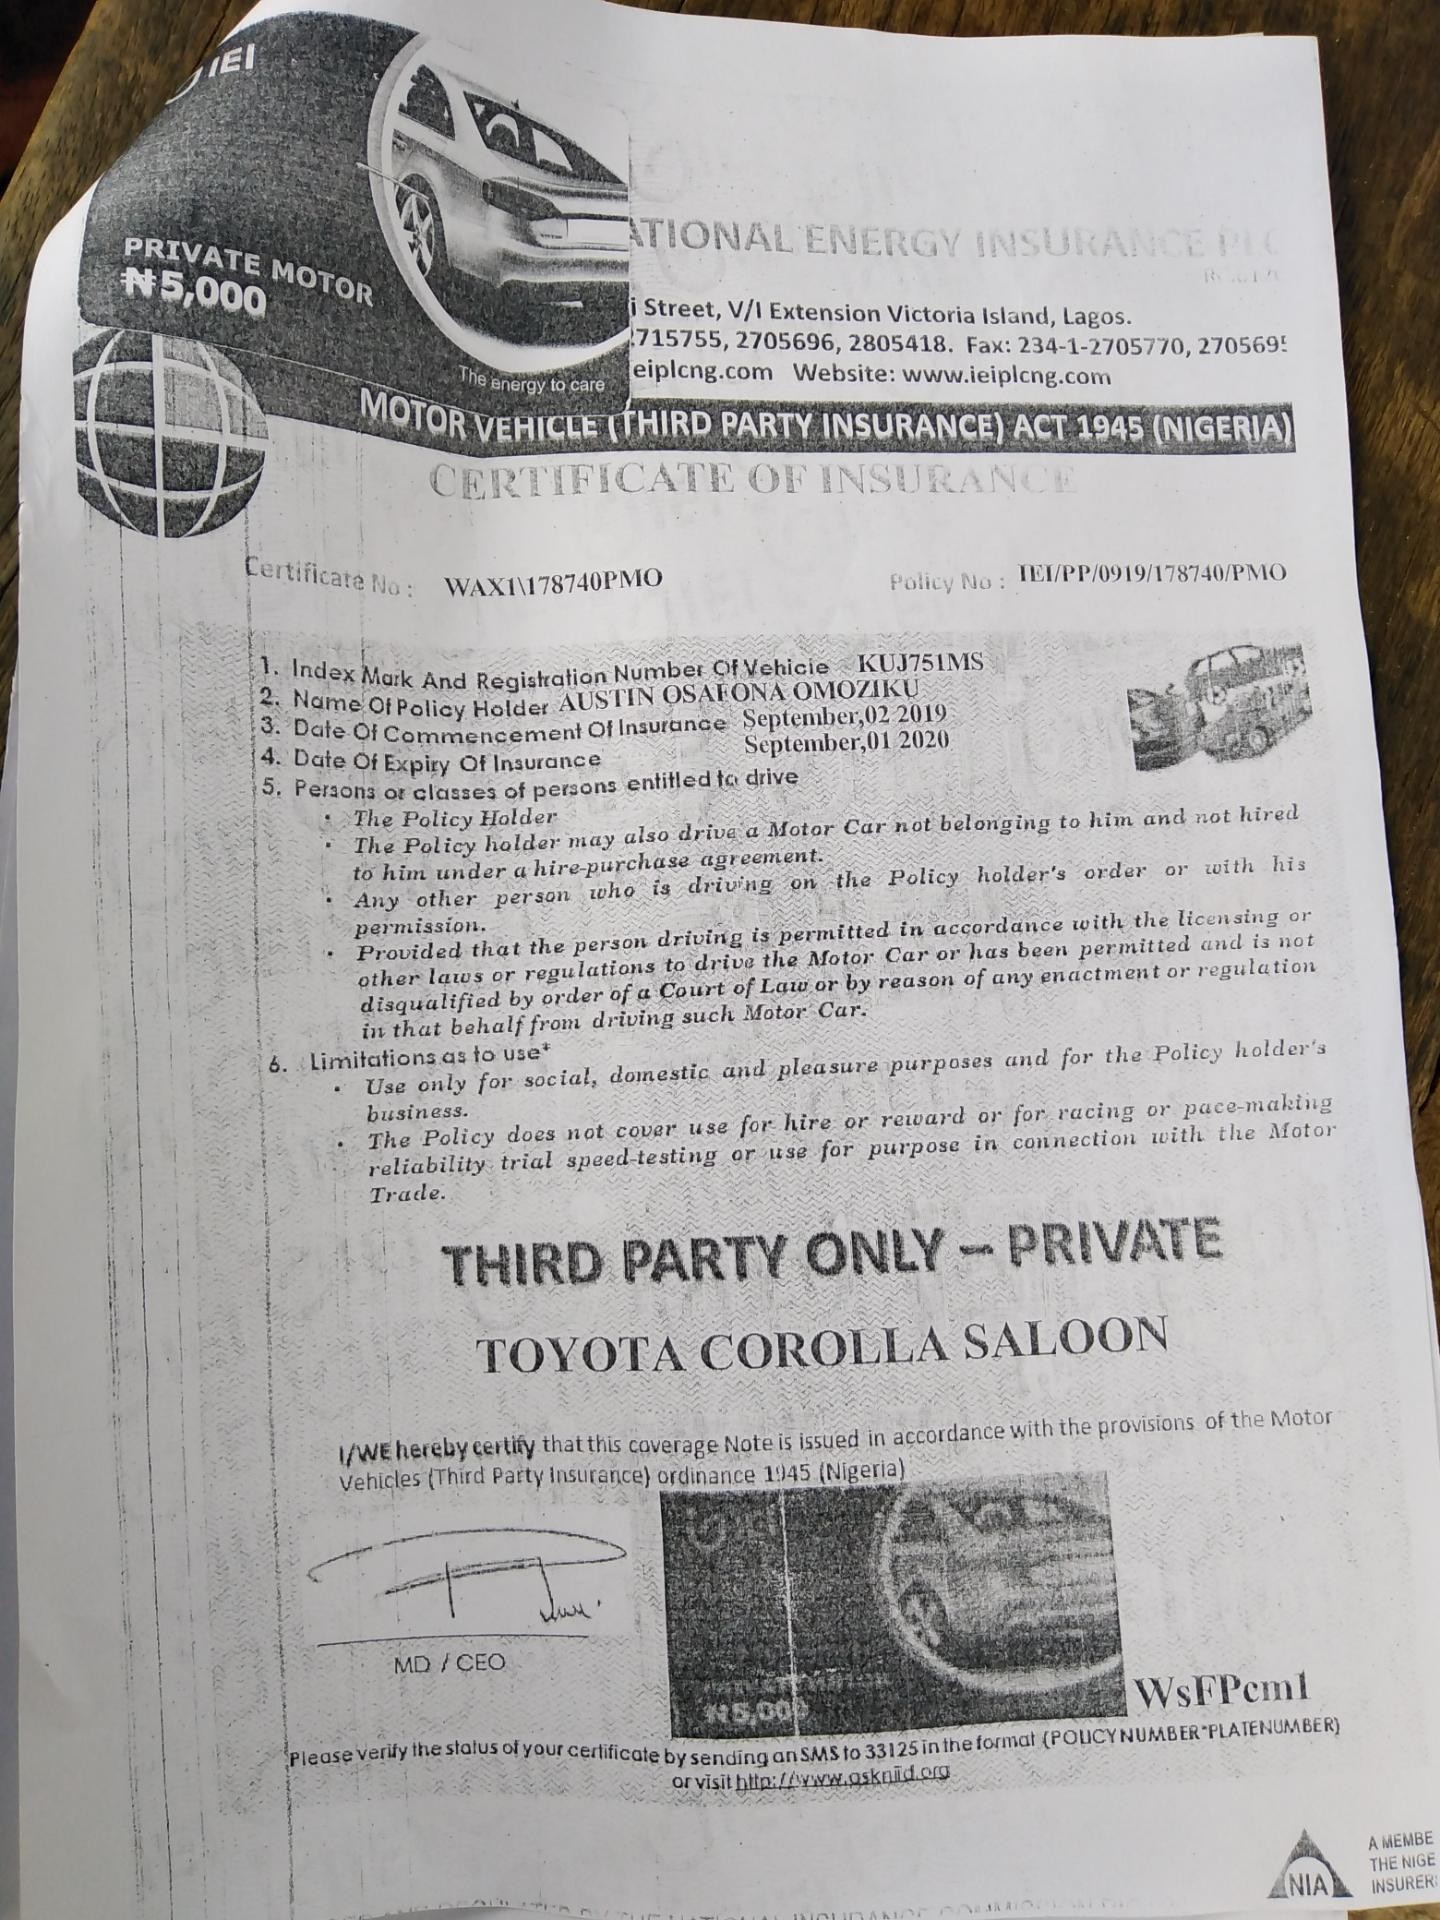 IEI
PRIVATE MOTOR
₦5,000
The energy to care
ATIONAL ENERGY INSURANCE PLC
i Street, V/I Extension Victoria Island, Lagos.
715755, 2705696, 2805418. Fax: 234-1-2705770, 270569
eiplcng.com Website: www.ieiplcng.com
MOTOR VEHICLE (THIRD PARTY INSURANCE) ACT 1945 (NIGERIA)
CERTIFICATE OF INSURANCE
Certificate No : WAX1\178740PMO Policy No : IEI/PP/0919/178740/PMO
1. Index Mark And Registration Number Of Vehicle KUJ751MS
2. Name Of Policy Holder AUSTIN OSAFONA OMOZIKU
3. Date Of Commencement Of Insurance September,02 2019
4. Date Of Expiry Of Insurance September,01 2020
5. Persons or classes of persons entitled to drive
· The Policy Holder
· The Policy holder may also drive a Motor Car not belonging to him and not hired
to him under a hire-purchase agreement.
· Any other person who is driving on the Policy holder's order or with his
permission.
· Provided that the person driving is permitted in accordance with the licensing or
other laws or regulations to drive the Motor Car or has been permitted and is not
disqualified by order of a Court of Law or by reason of any enactment or regulation
in that behalf from driving such Motor Car.
6. Limitations as to use*
· Use only for social, domestic and pleasure purposes and for the Policy holder's
business.
· The Policy does not cover use for hire or reward or for racing or pace-making
reliability trial speed-testing or use for purpose in connection with the Motor
Trade.
THIRD PARTY ONLY – PRIVATE
TOYOTA COROLLA SALOON
I/WE hereby certify that this coverage Note is issued in accordance with the provisions of the Motor
Vehicles (Third Party Insurance) ordinance 1945 (Nigeria)
MD / CEO
₦5,000
WsFPcm1
Please verify the status of your certificate by sending an SMS to 33125 in the format (POLICYNUMBER*PLATENUMBER)
or visit http://www.askniid.org
NIA
A MEMBE
THE NIGE
INSURER